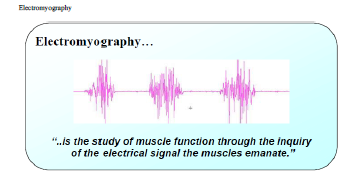 Electromyography
Electromyography…
“..is the study of muscle function through the inquiry
of the electrical signal the muscles emanate.”